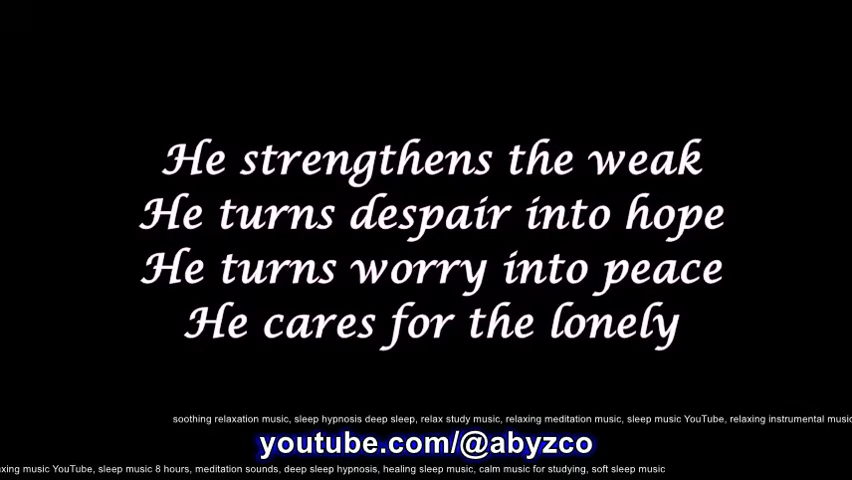 He strengthens the weak
He turns despair into hope
He turns worry into peace
He cares for the lonely
soothing relaxation music, sleep hypnosis deep sleep, relax study music, relaxing meditation music, sleep music YouTube, relaxing instrumental music
youtube.com/@abyzco
music YouTube, sleep music 8 hours, meditation sounds, deep sleep hypnosis, healing sleep music, calm music for studying, soft sleep music